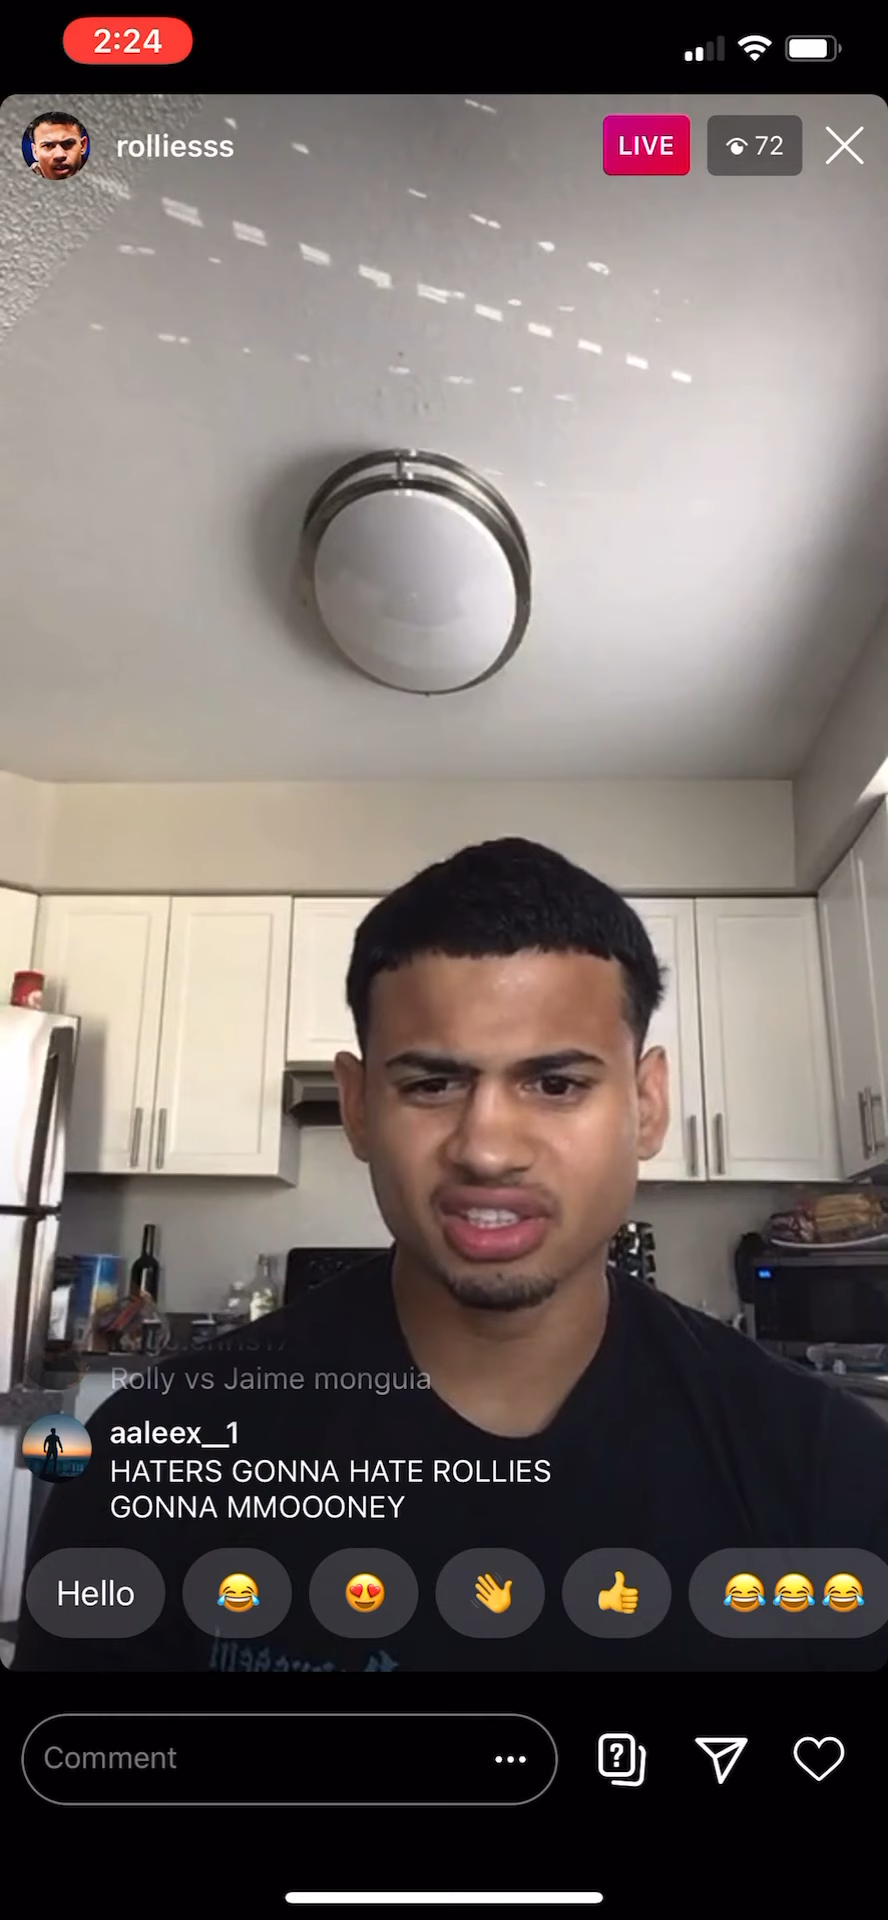 2:24
rolliesss
LIVE
72
Rolly vs Jaime monguia
aaleex__1
HATERS GONNA HATE ROLLIES
GONNA MMOOONEY
Hello
Comment